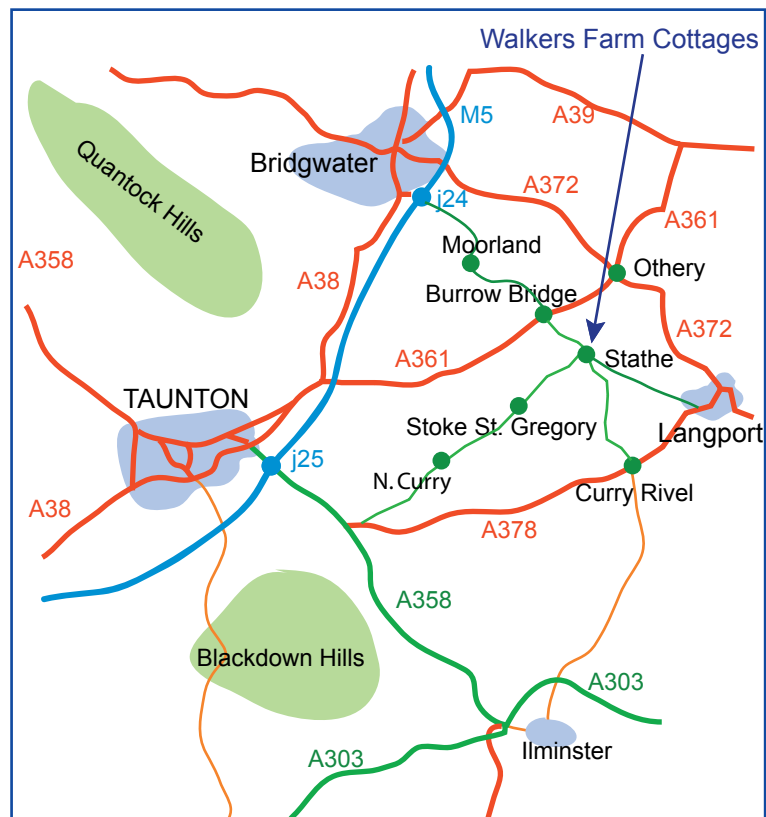 Walkers Farm Cottages
M5
A39
Quantock Hills
Bridgwater
A372
j24
A361
A358
Moorland
Othery
A38
Burrow Bridge
A372
A361
Stathe
TAUNTON
Stoke St. Gregory
Langport
j25
N. Curry
Curry Rivel
A38
A378
A358
Blackdown Hills
A303
Ilminster
A303